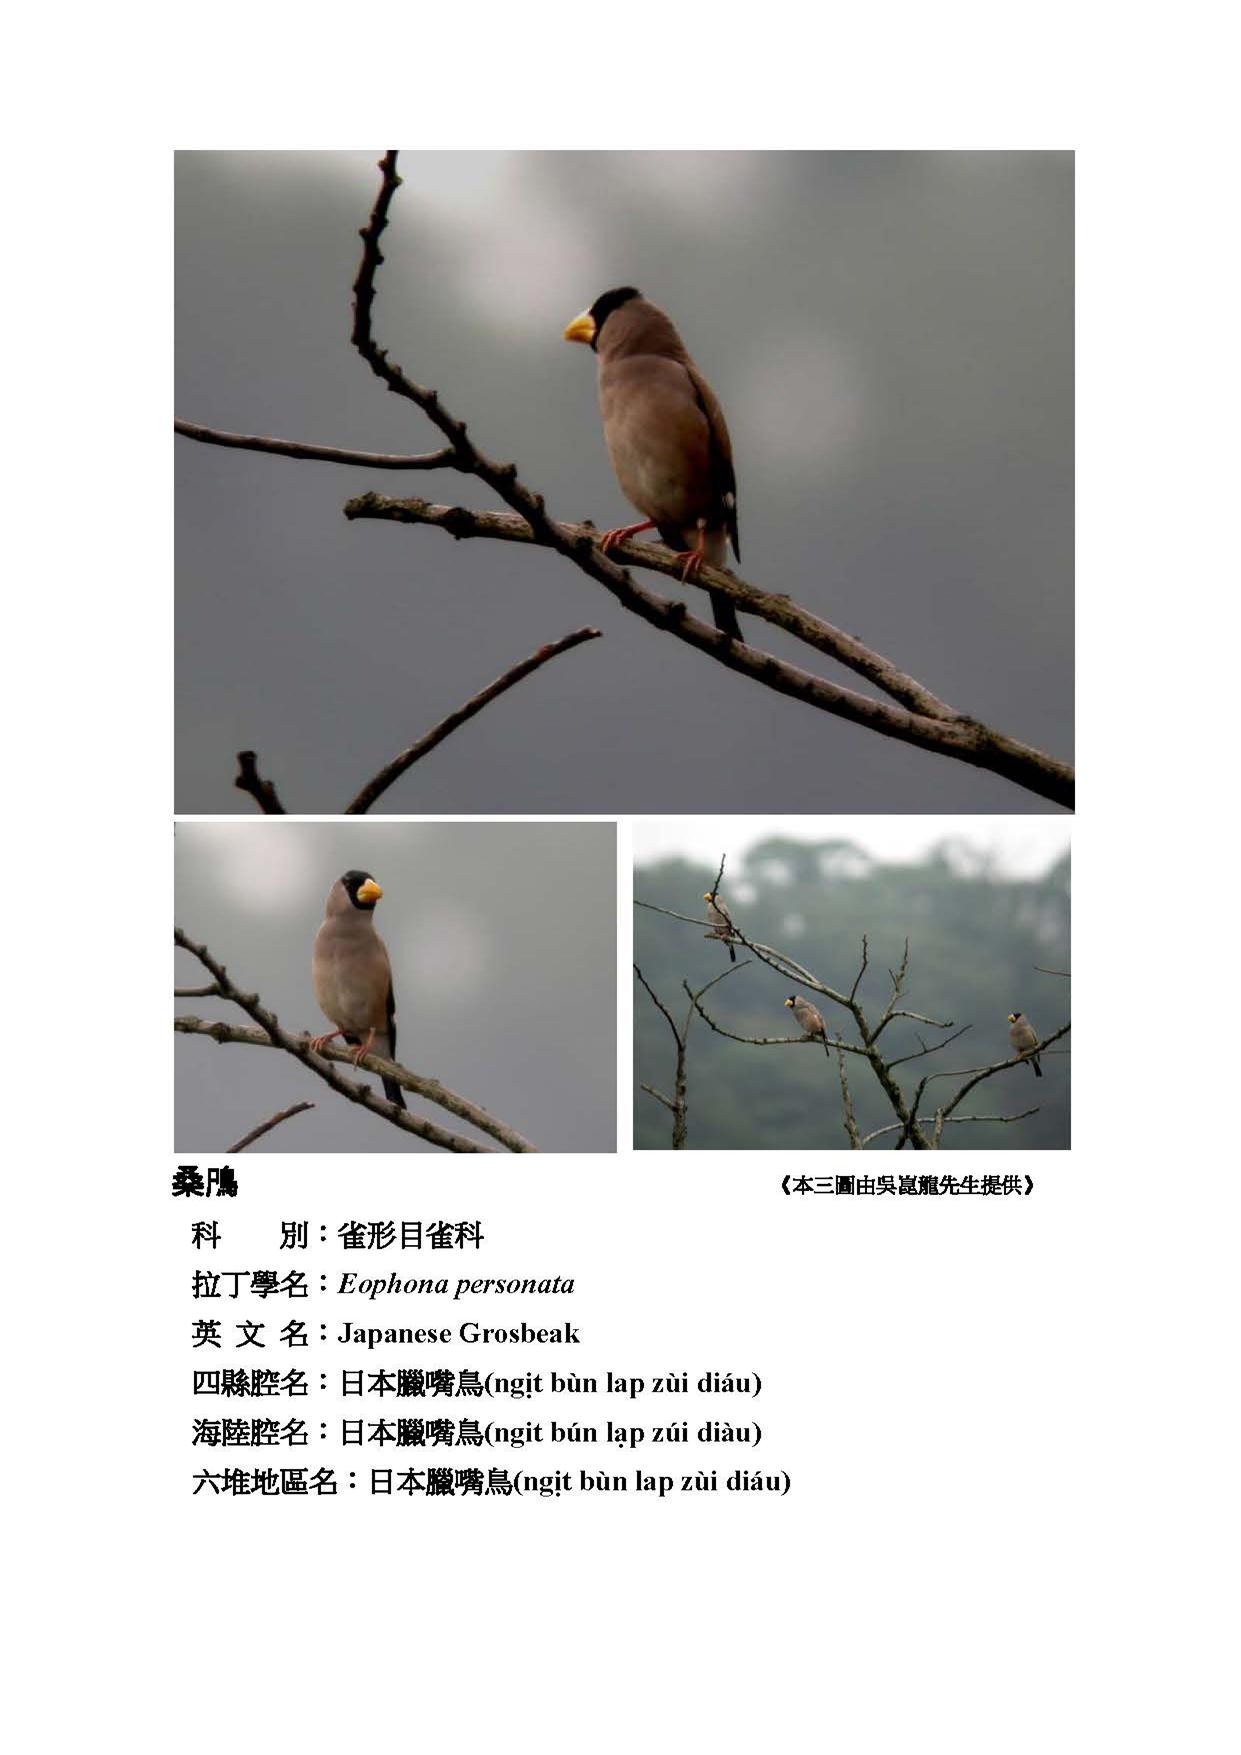 桑鳲
《本三圖由吳崑龍先生提供》
科　　別：雀形目雀科
拉丁學名：Eophona personata
英 文 名：Japanese Grosbeak
四縣腔名：日本臘嘴鳥(ngiṭ bùn lap zùi diáu)
海陸腔名：日本臘嘴鳥(ngit bún lạp zúi diàu)
六堆地區名：日本臘嘴鳥(ngiṭ bùn lap zùi diáu)